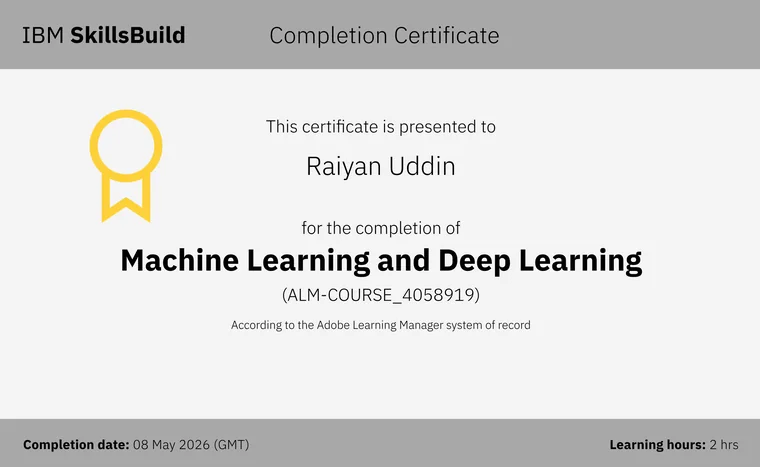 IBM SkillsBuild
Completion Certificate
This certificate is presented to
Raiyan Uddin
for the completion of
Machine Learning and Deep Learning
(ALM-COURSE_4058919)
According to the Adobe Learning Manager system of record
Completion date: 08 May 2026 (GMT)
Learning hours: 2 hrs